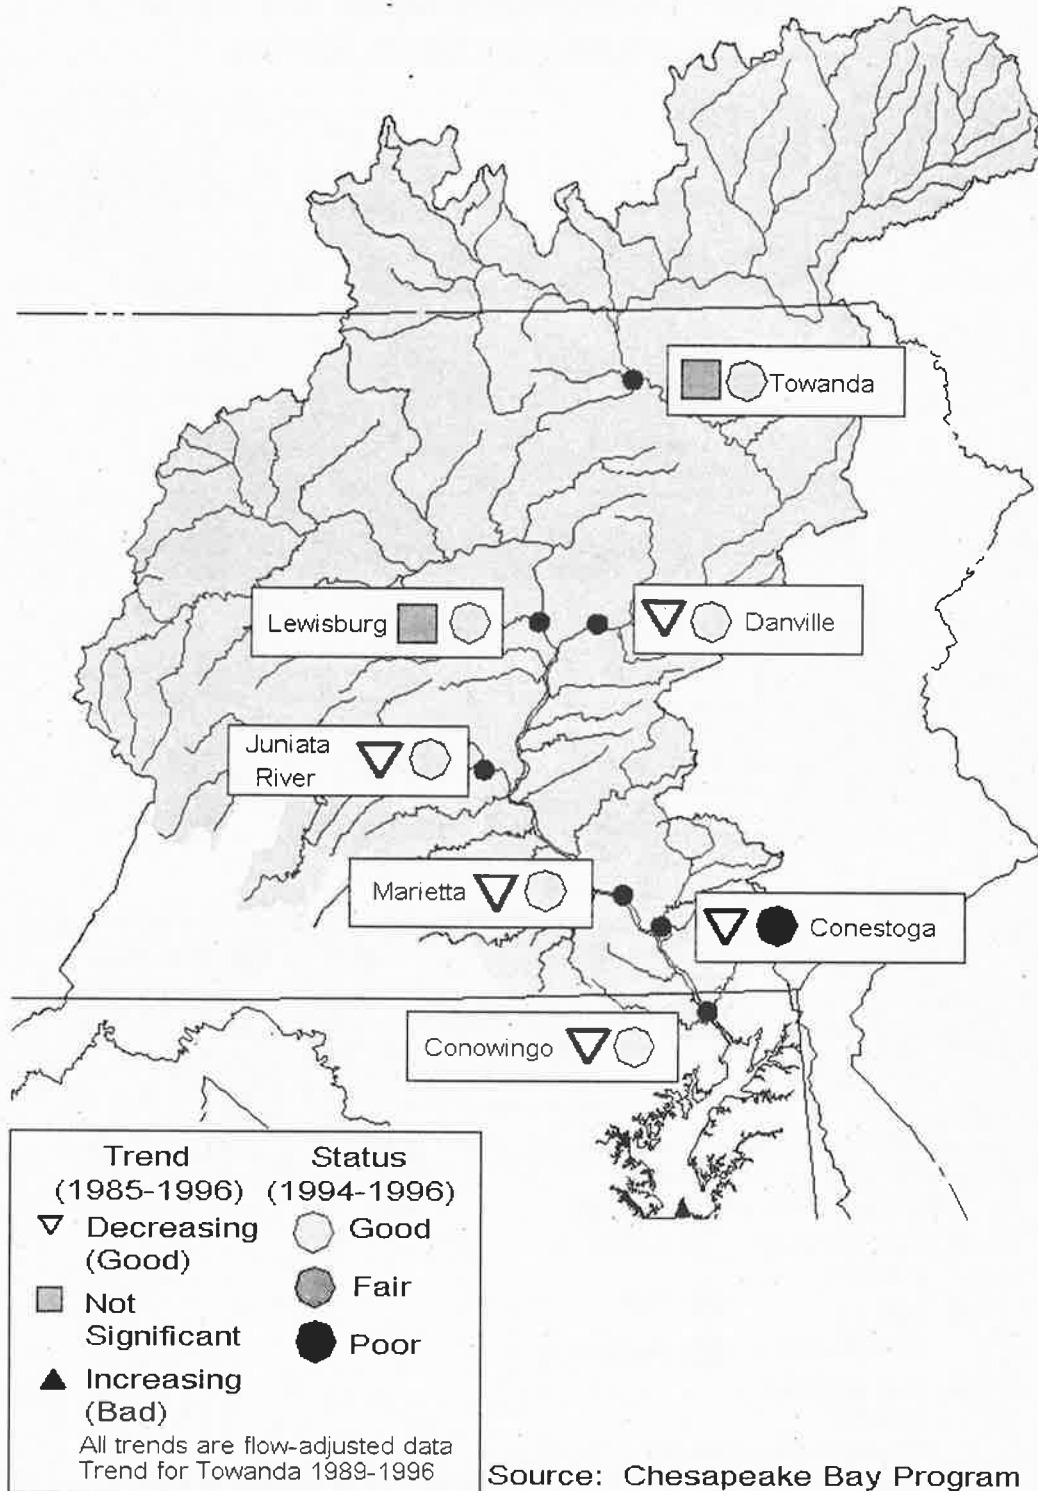 Towanda
Lewisburg
Danville
Juniata
River
Marietta
Conestoga
Conowingo
Trend
(1985-1996)
Status
(1994-1996)
Decreasing
(Good)
Not
Significant
Increasing
(Bad)
Good
Fair
Poor
All trends are flow-adjusted data
Trend for Towanda 1989-1996
Source: Chesapeake Bay Program